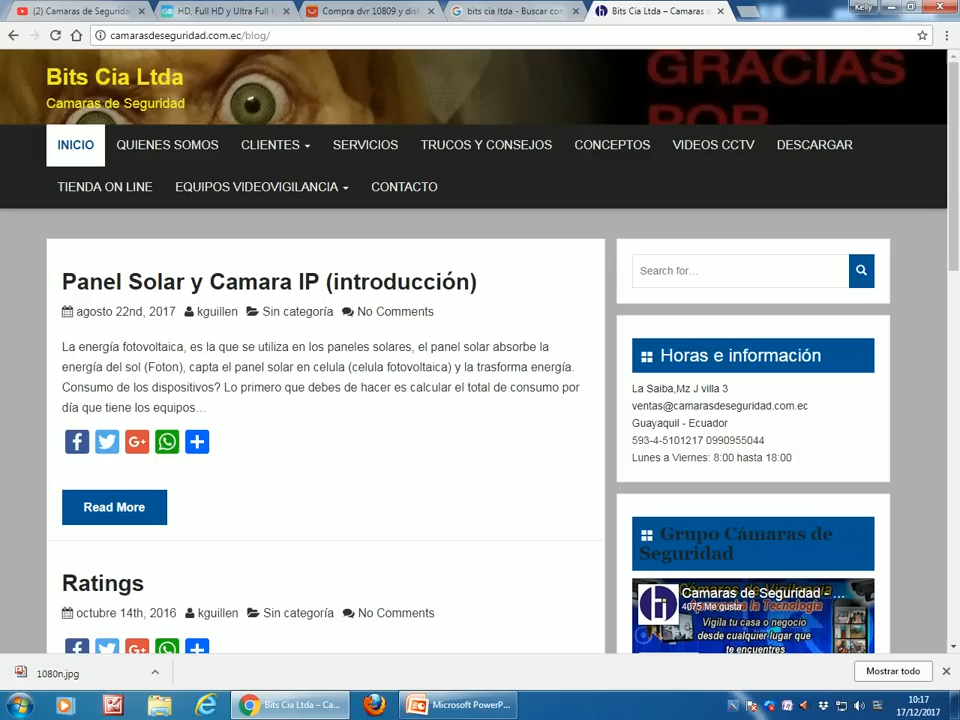 (2) Camaras de Segurida
HD, Full HD y Ultra Full H
Compra dvr 10809 y dist
bits cia ltda - Buscar con
Bits Cia Ltda – Camaras d
Kelly
camarasdeseguridad.com.ec/blog/
Bits Cia Ltda
Camaras de Seguridad
GRACIAS
POR
INICIO
QUIENES SOMOS
CLIENTES
SERVICIOS
TRUCOS Y CONSEJOS
CONCEPTOS
VIDEOS CCTV
DESCARGAR
TIENDA ON LINE
EQUIPOS VIDEOVIGILANCIA
CONTACTO
Panel Solar y Camara IP (introducción)
agosto 22nd, 2017 kguillen Sin categoría No Comments
La energía fotovoltaica, es la que se utiliza en los paneles solares, el panel solar absorbe la
energía del sol (Foton), capta el panel solar en celula (celula fotovoltaica) y la trasforma energía.
Consumo de los dispositivos? Lo primero que debes de hacer es calcular el total de consumo por
día que tiene los equipos…
Read More
Ratings
octubre 14th, 2016 kguillen Sin categoría No Comments
Search for…
Horas e información
La Saiba,Mz J villa 3
ventas@camarasdeseguridad.com.ec
Guayaquil - Ecuador
593-4-5101217 0990955044
Lunes a Viernes: 8:00 hasta 18:00
Grupo Cámaras de
Seguridad
Camaras de Seguridad - ...
4075 Me gusta
Vigila tu casa o negocio
desde cualquier lugar que
te encuentres
1080n.jpg
Mostrar todo
Bits Cia Ltda – Ca...
Microsoft PowerP...
10:17
17/12/2017